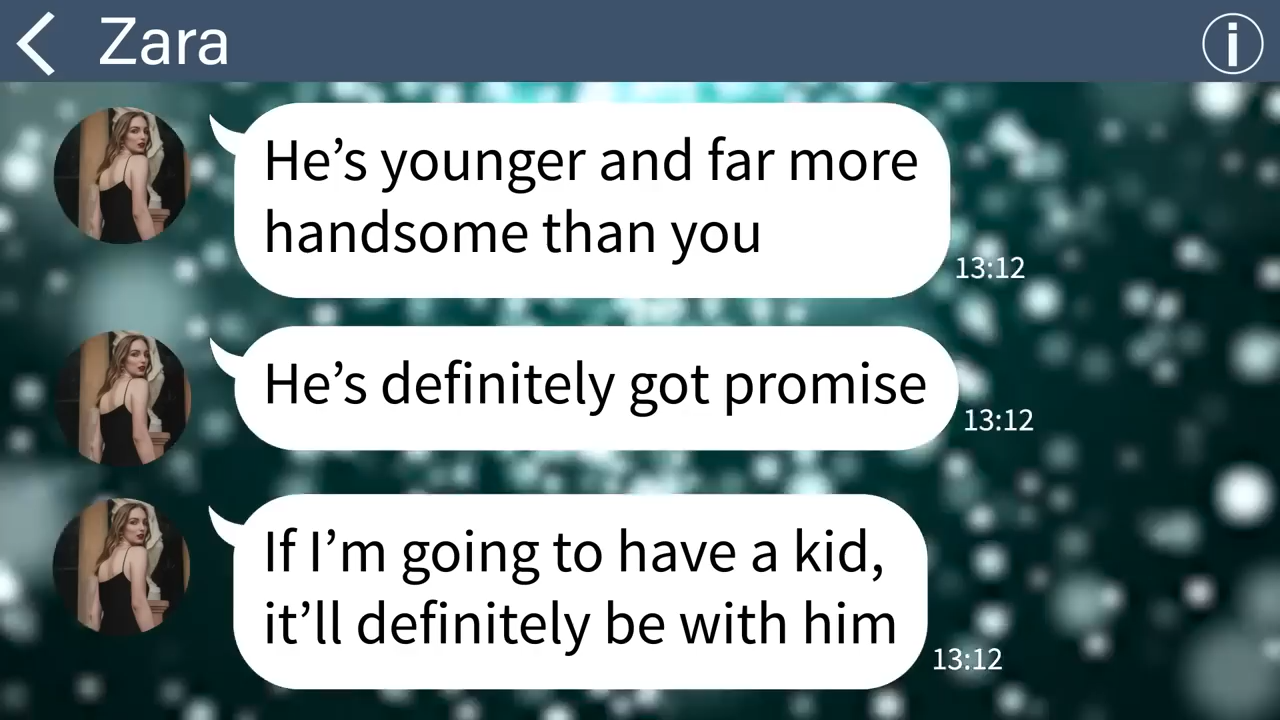 Zara
He’s younger and far more
handsome than you
13:12
He’s definitely got promise
13:12
If I’m going to have a kid,
it’ll definitely be with him
13:12